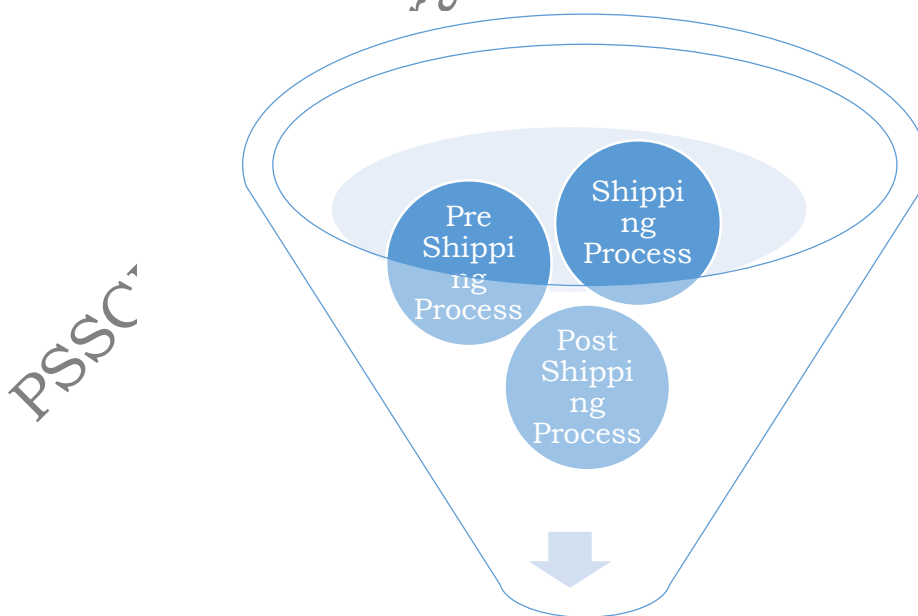 Shippi
ng
Process
Pre
Shippi
ng
Process
Post
Shippi
ng
Process